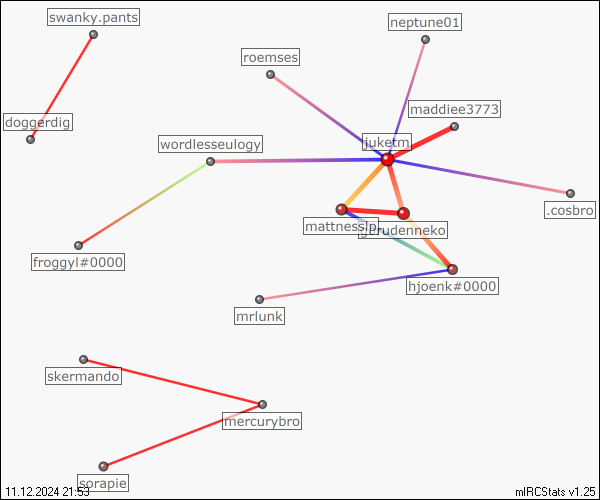 swanky.pants
neptune01
roemses
maddiee3773
doggerdig
juketm
wordlesseulogy
.cosbro
mattnesslp
gurudenneko
froggyl#0000
hjoenk#0000
mrlunk
skermando
mercurybro
sorapie
11.12.2024 21:53
mIRCStats v1.25